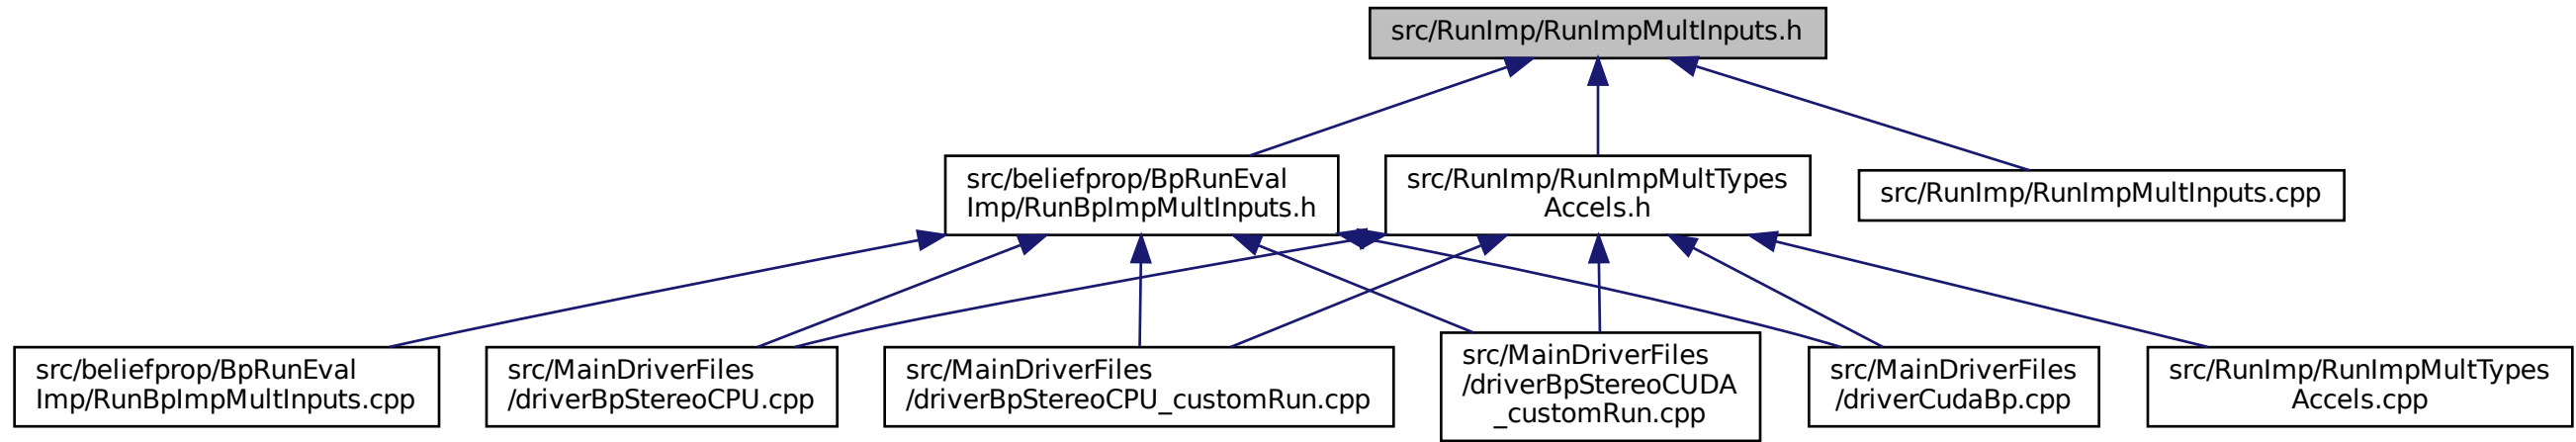 src/RunImp/RunImpMultInputs.h
src/beliefprop/BpRunEval
Imp/RunBpImpMultInputs.h
src/RunImp/RunImpMultTypes
Accels.h
src/RunImp/RunImpMultInputs.cpp
src/beliefprop/BpRunEval
Imp/RunBpImpMultInputs.cpp
src/MainDriverFiles
/driverBpStereoCPU.cpp
src/MainDriverFiles
/driverBpStereoCPU_customRun.cpp
src/MainDriverFiles
/driverBpStereoCUDA
_customRun.cpp
src/MainDriverFiles
/driverCudaBp.cpp
src/RunImp/RunImpMultTypes
Accels.cpp